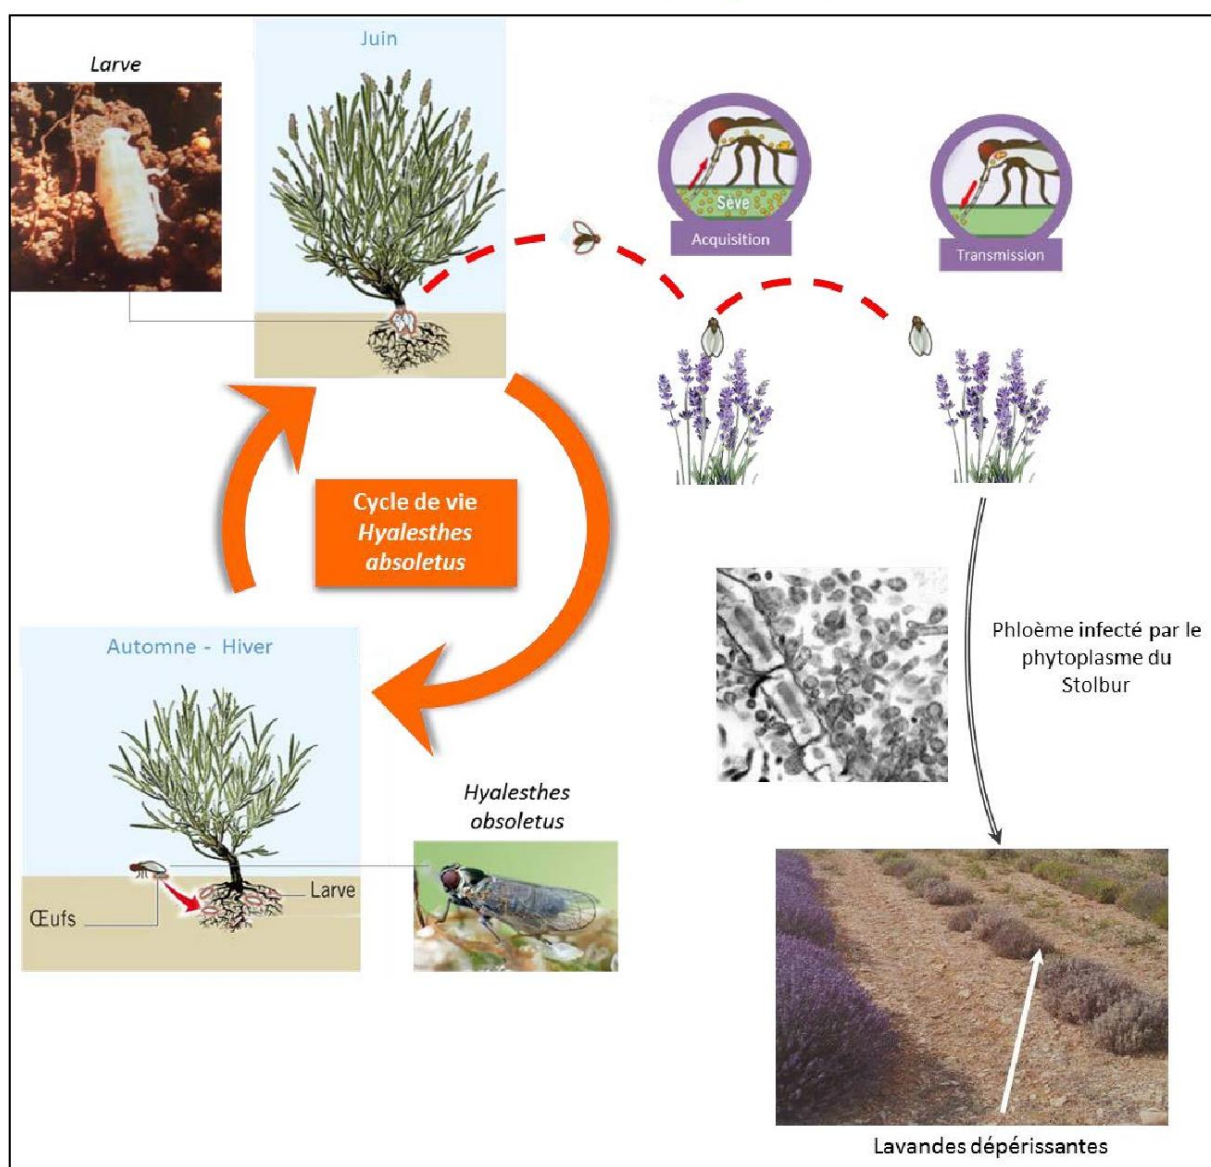 Larve
Juin
Sève
Acquisition
Transmission
Cycle de vie
Hyalesthes
absoletus
Automne - Hiver
Larve
Œufs
Hyalesthes
obsoletus
Phloème infecté par le
phytoplasme du
Stolbur
Lavandes dépérissantes